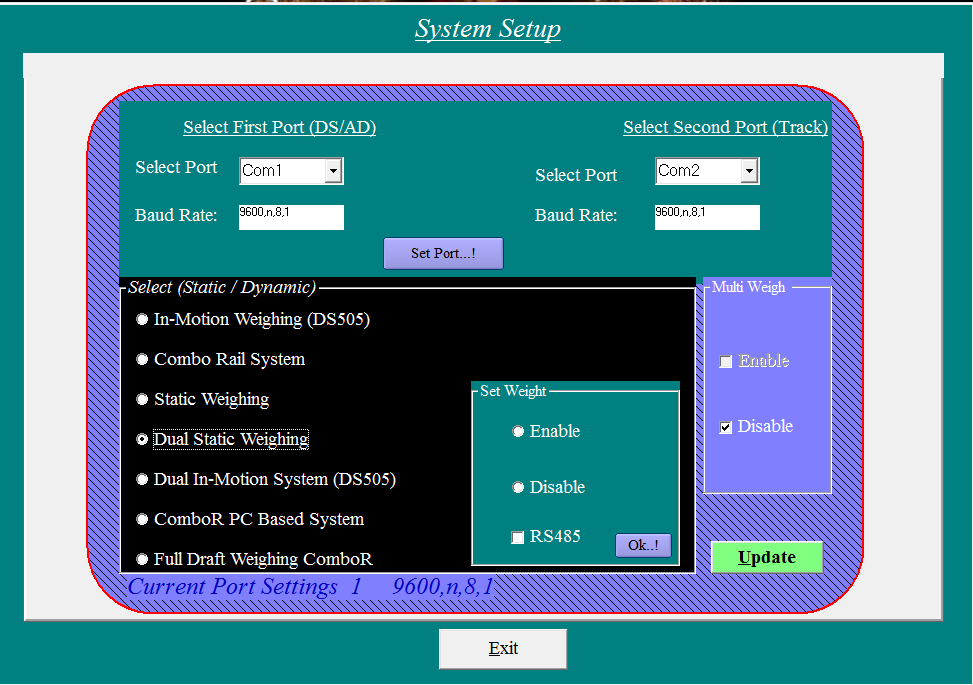 System Setup
Select First Port (DS/AD)
Select Second Port (Track)
Select Port
Com1
Select Port
Com2
Baud Rate:
9600,n,8,1
Baud Rate:
9600,n,8,1
Set Port...!
Select (Static / Dynamic)
In-Motion Weighing (DS505)
Combo Rail System
Static Weighing
Dual Static Weighing
Dual In-Motion System (DS505)
ComboR PC Based System
Full Draft Weighing ComboR
Set Weight
Enable
Disable
RS485
Ok..!
Multi Weigh
Enable
Disable
Update
Current Port Settings 1 9600,n,8,1
Exit